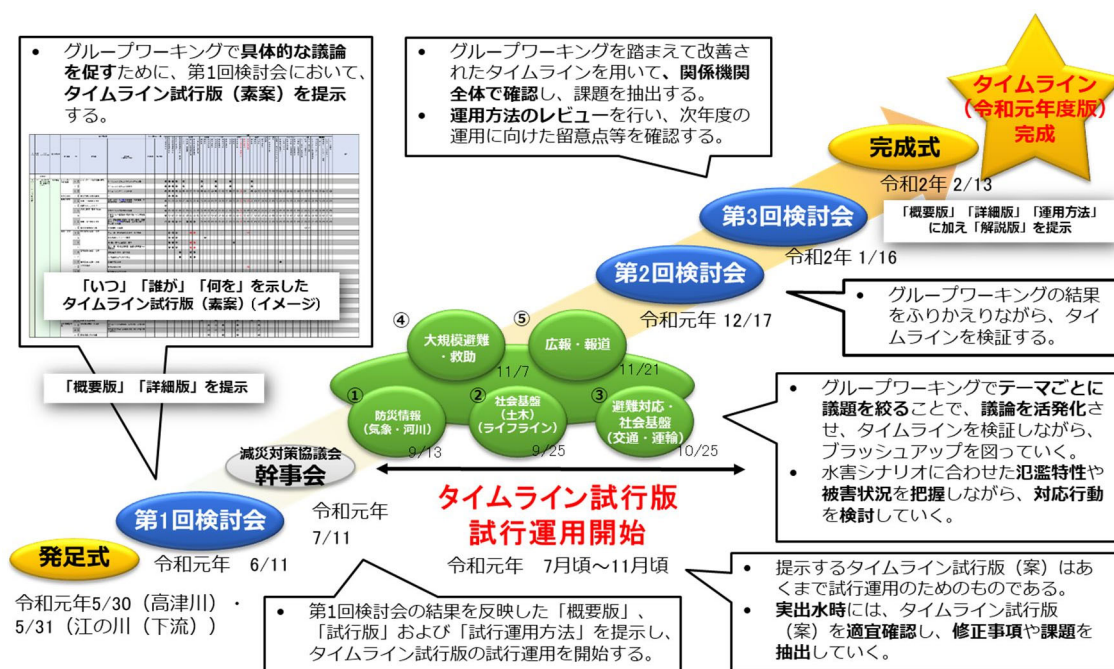 • グループワーキングで具体的な議論
を促すために、第1回検討会において、
タイムライン試行版（素案）を提示
する。
「いつ」「誰が」「何を」を示した
タイムライン試行版（素案）（イメージ）
「概要版」「詳細版」を提示
• グループワーキングを踏まえて改善さ
れたタイムラインを用いて、関係機関
全体で確認し、課題を抽出する。
• 運用方法のレビューを行い、次年度の
運用に向けた留意点等を確認する。
タイムライン
（令和元年度版）
完成
完成式
令和2年 2/13
「概要版」「詳細版」「運用方法」
に加え「解説版」を提示
第3回検討会
令和2年 1/16
第2回検討会
令和元年 12/17
• グループワーキングの結果
をふりかえりながら、タイ
ムラインを検証する。
④
大規模避難
・救助
11/7
⑤
広報・報道
11/21
①
防災情報
（気象・河川）
9/13
②
社会基盤
（土木）
（ライフライン）
9/25
③
避難対応・
社会基盤
（交通・運輸）
10/25
• グループワーキングでテーマごとに
議題を絞ることで、議論を活発化さ
せ、タイムラインを検証しながら、
ブラッシュアップを図っていく。
• 水害シナリオに合わせた氾濫特性や
被害状況を把握しながら、対応行動
を検討していく。
減災対策協議会
幹事会
令和元年
7/11
第1回検討会
令和元年 6/11
発足式
令和元年5/30（高津川）・
5/31（江の川（下流））
タイムライン試行版
試行運用開始
令和元年 7月頃～11月頃
• 第1回検討会の結果を反映した「概要版」、
「試行版」および「試行運用方法」を提示し、
タイムライン試行版の試行運用を開始する。
• 提示するタイムライン試行版（案）はあ
くまで試行運用のためのものである。
• 実出水時には、タイムライン試行版
（案）を適宜確認し、修正事項や課題を
抽出していく。